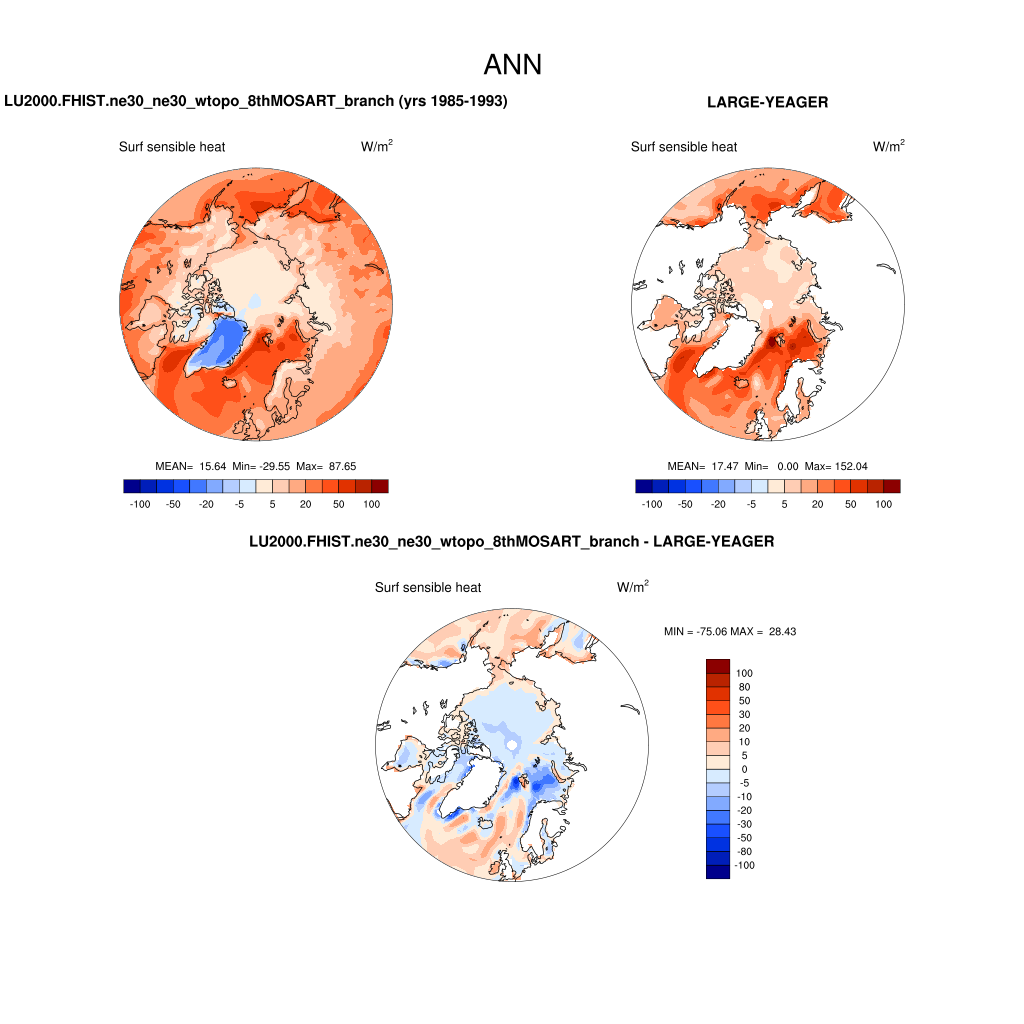 ANN
LU2000.FHIST.ne30_ne30_wtopo_8thMOSART_branch (yrs 1985-1993)
LARGE-YEAGER
Surf sensible heat W/m²
Surf sensible heat W/m²
MEAN= 15.64 Min= -29.55 Max= 87.65
MEAN= 17.47 Min= 0.00 Max= 152.04
-100 -50 -20 -5 5 20 50 100
-100 -50 -20 -5 5 20 50 100
LU2000.FHIST.ne30_ne30_wtopo_8thMOSART_branch - LARGE-YEAGER
Surf sensible heat W/m²
MIN = -75.06 MAX = 28.43
100
80
50
30
20
10
5
0
-5
-10
-20
-30
-50
-80
-100